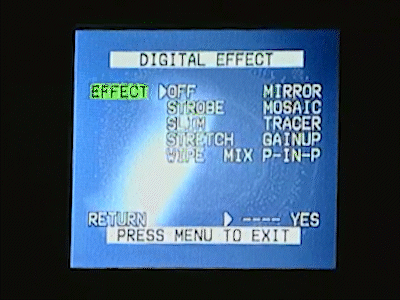 DIGITAL EFFECT
EFFECT ▶OFF MIRROR
STROBE MOSAIC
SLIM TRACER
STRETCH GAINUP
WIPE MIX P-IN-P
RETURN ▶ ---- YES
PRESS MENU TO EXIT